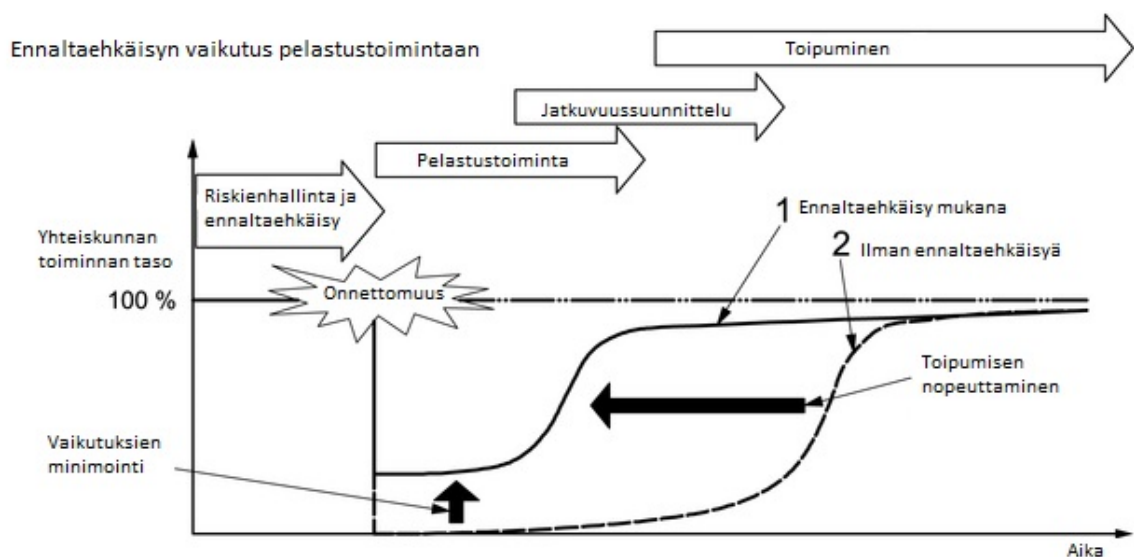 Ennaltaehkäisyn vaikutus pelastustoimintaan
Toipuminen
Jatkuvuussuunnittelu
Pelastustoiminta
Riskienhallinta ja
ennaltaehkäisy
Yhteiskunnan
toiminnan taso
100 %
Onnettomuus
1 Ennaltaehkäisy mukana
2 Ilman ennaltaehkäisyä
Toipumisen
nopeuttaminen
Vaikutuksien
minimointi
Aika